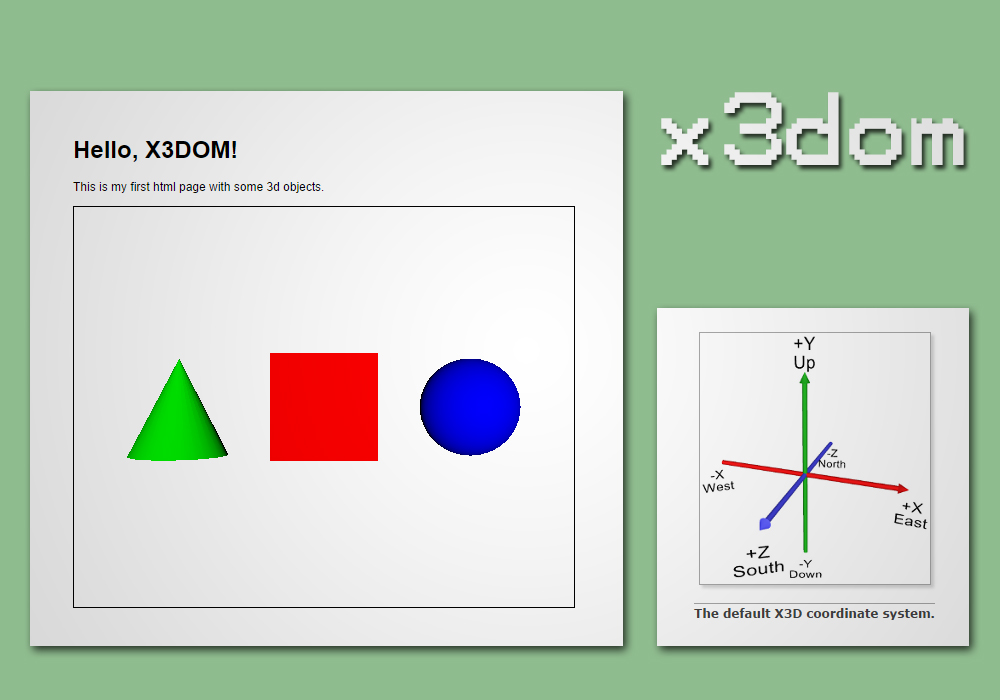 Hello, X3DOM!
This is my first html page with some 3d objects.
x3dom
+Y
Up
-Z
North
-X
West
+X
East
+Z
South
-Y
Down
The default X3D coordinate system.